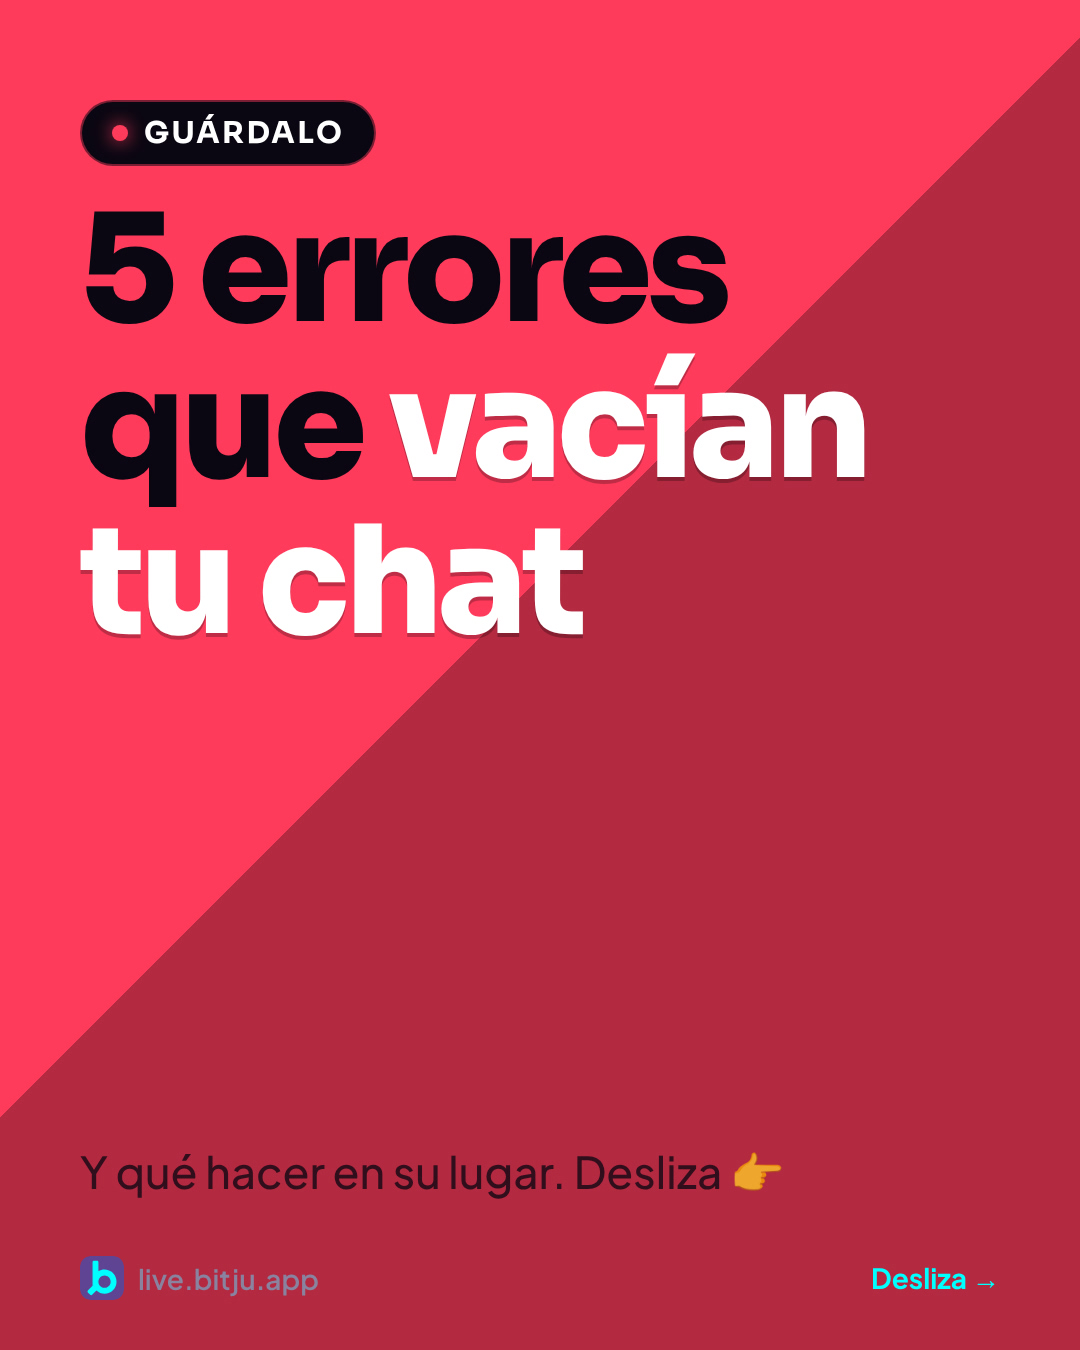 GUÁRDALO
5 errores
que vacían
tu chat
Y qué hacer en su lugar. Desliza 👉
live.bitju.app
Desliza →